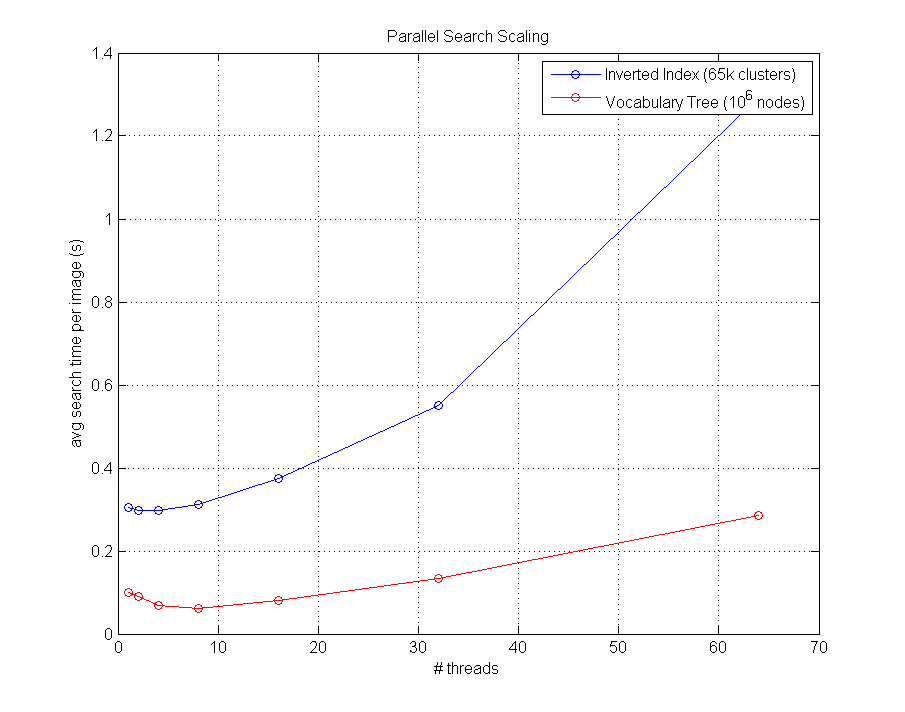 Parallel Search Scaling
Inverted Index (65k clusters)
Vocabulary Tree (10^6 nodes)
avg search time per image (s)
1.4
1.2
1
0.8
0.6
0.4
0.2
0
0 10 20 30 40 50 60 70
# threads